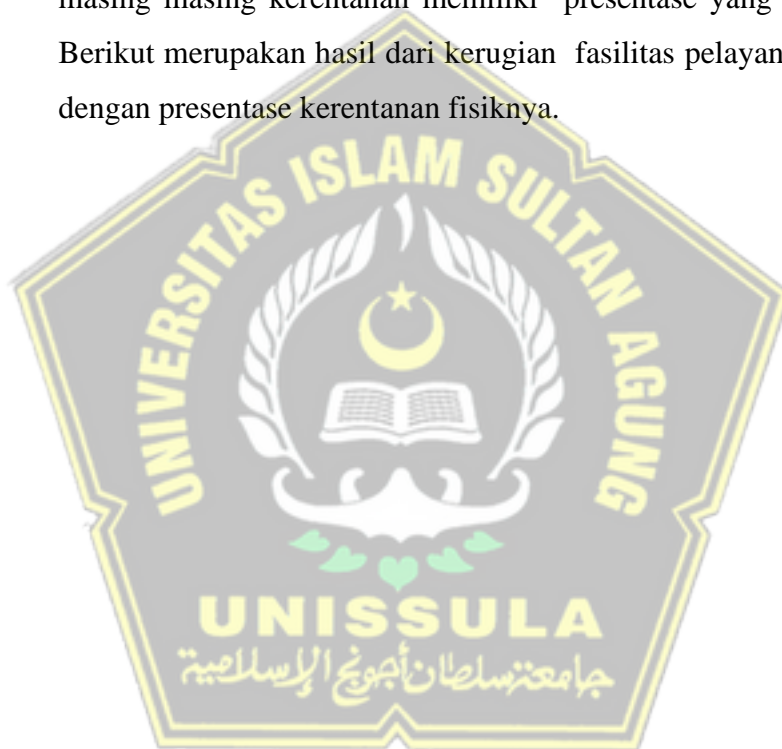 masing masing kerentanan memiliki presentase yang
Berikut merupakan hasil dari kerugian fasilitas pelayan
dengan presentase kerentanan fisiknya.
UNIVERSITAS ISLAM SULTAN AGUNG
UNISSULA
جامعة سلطان أجونج الإسلامية